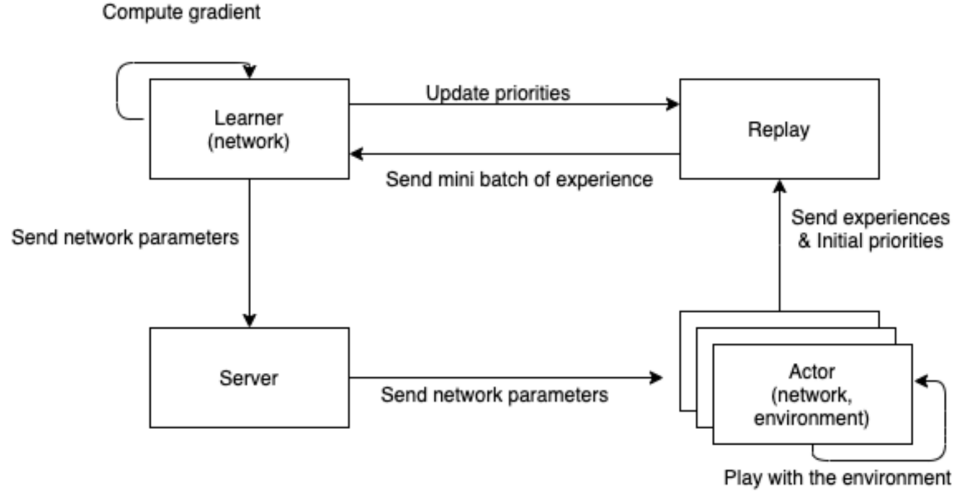 Compute gradient
Learner
(network)
Update priorities
Replay
Send mini batch of experience
Send network parameters
Send experiences
& Initial priorities
Server
Send network parameters
Actor
(network,
environment)
Play with the environment